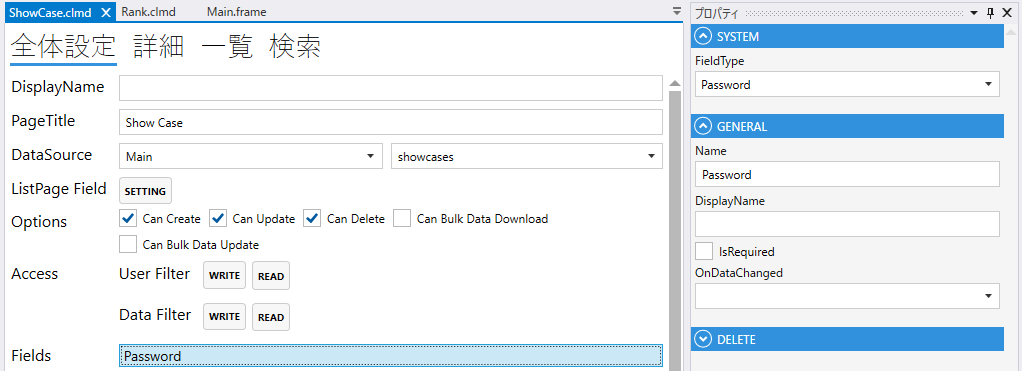 ShowCase.clmd
Rank.clmd
Main.frame
全体設定 詳細 一覧 検索
DisplayName
PageTitle Show Case
DataSource Main showcases
ListPage Field SETTING
Options Can Create Can Update Can Delete Can Bulk Data Download
Can Bulk Data Update
Access User Filter WRITE READ
Data Filter WRITE READ
Fields Password
プロパティ
SYSTEM
FieldType
Password
GENERAL
Name
Password
DisplayName
IsRequired
OnDataChanged
DELETE